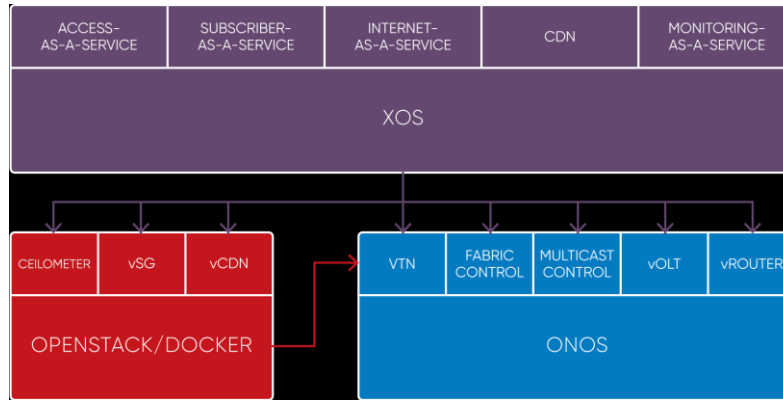 ACCESS-
AS-A-SERVICE
SUBSCRIBER-
AS-A-SERVICE
INTERNET-
AS-A-SERVICE
CDN
MONITORING-
AS-A-SERVICE
XOS
CEILOMETER
vSG
vCDN
VTN
FABRIC
CONTROL
MULTICAST
CONTROL
vOLT
vROUTER
OPENSTACK/DOCKER
ONOS